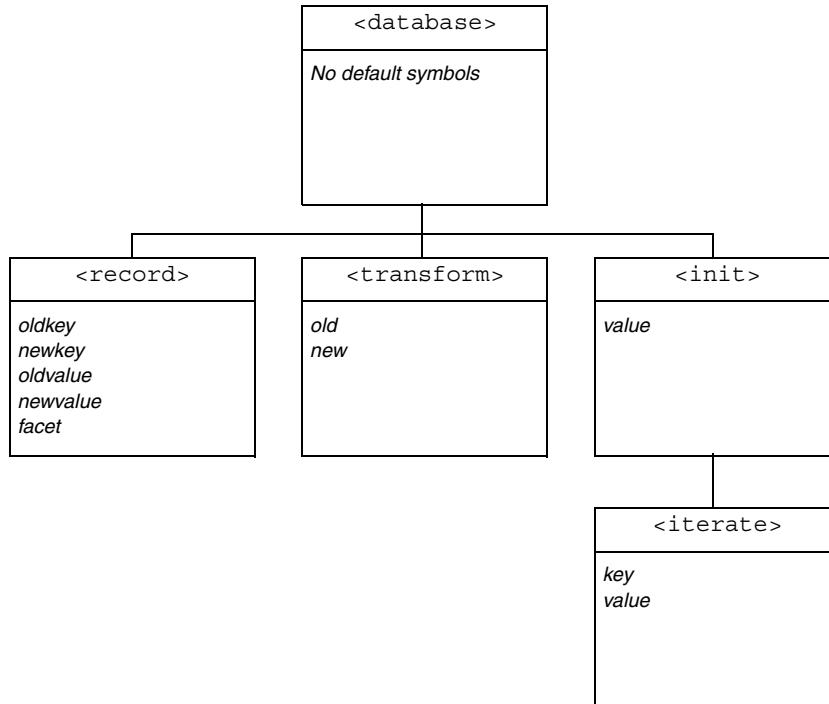 <database>
No default symbols
<record>
oldkey
newkey
oldvalue
newvalue
facet
<transform>
old
new
<init>
value
<iterate>
key
value